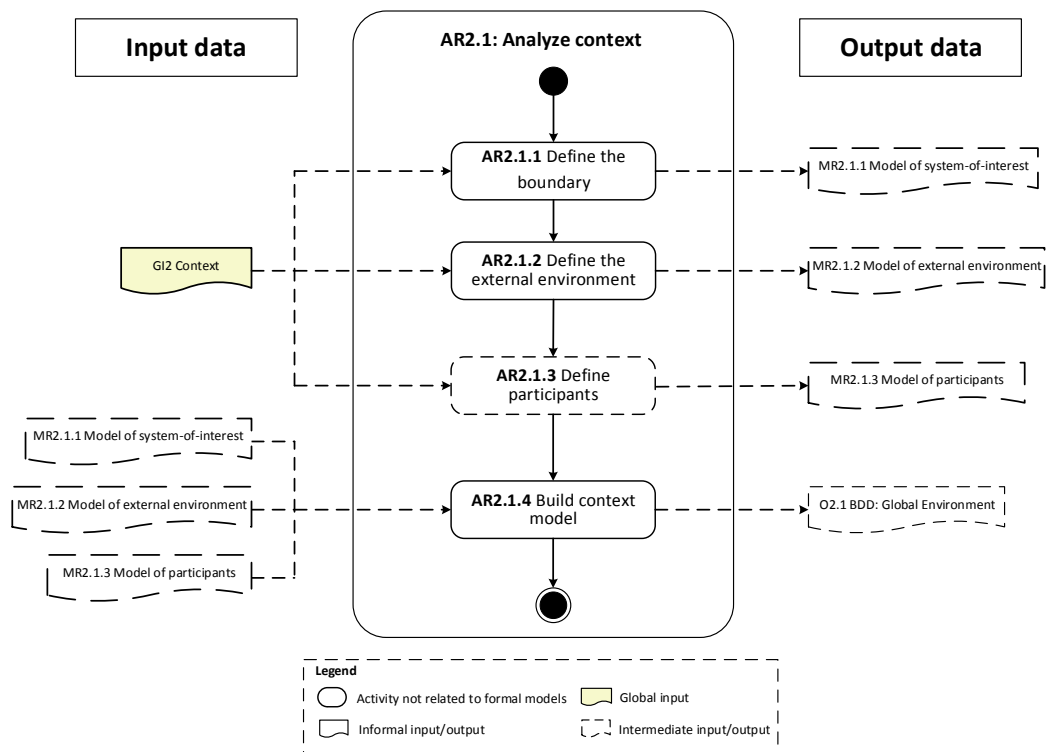 Input data
AR2.1: Analyze context
Output data
AR2.1.1 Define the
boundary
MR2.1.1 Model of system-of-interest
GI2 Context
AR2.1.2 Define the
external environment
MR2.1.2 Model of external environment
AR2.1.3 Define
participants
MR2.1.3 Model of participants
MR2.1.1 Model of system-of-interest
MR2.1.2 Model of external environment
MR2.1.3 Model of participants
AR2.1.4 Build context
model
O2.1 BDD: Global Environment
Legend
Activity not related to formal models
Global input
Informal input/output
Intermediate input/output